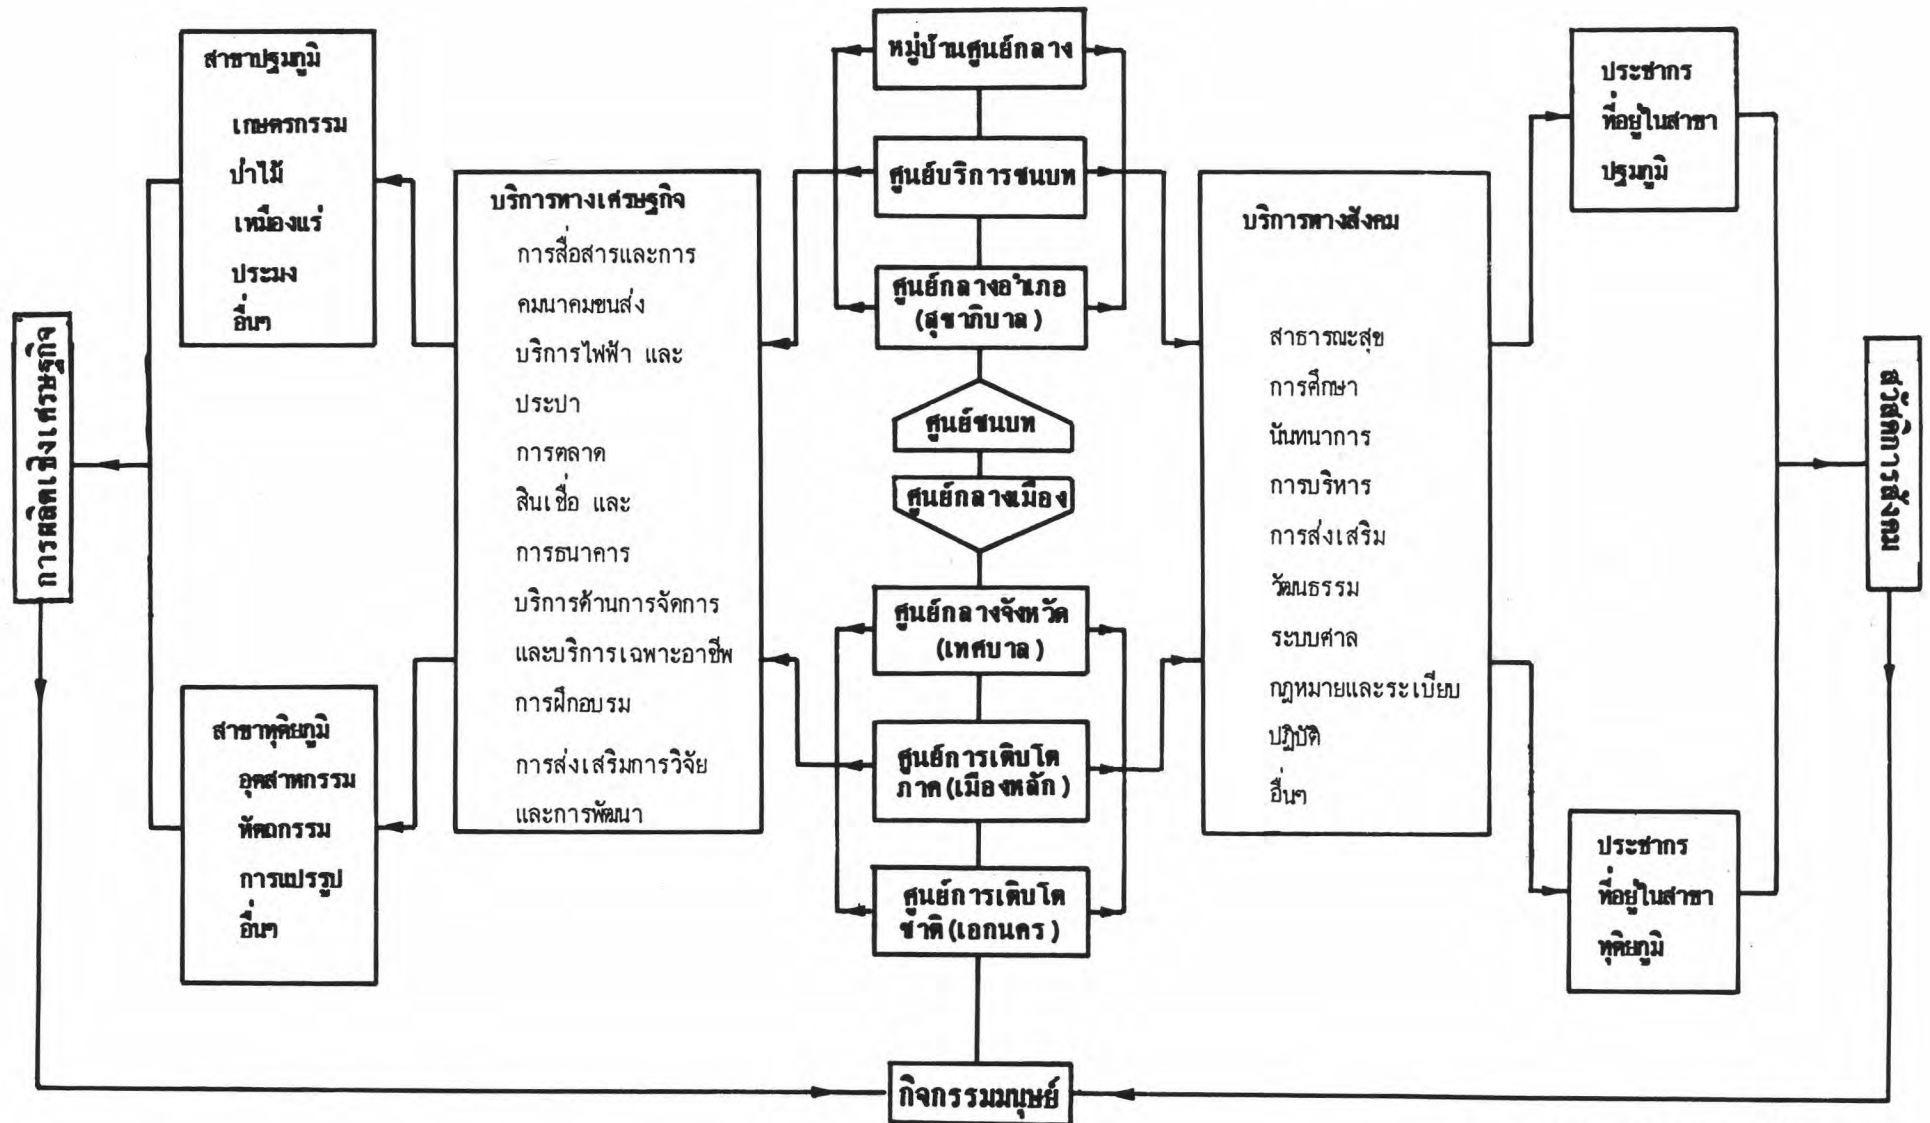 สาขาปฐมภูมิ
เกษตรกรรม
ป่าไม้
เหมืองแร่
ประมง
อื่นๆ
การผลิตเชิงเศรษฐกิจ
สาขาทุติยภูมิ
อุตสาหกรรม
หัตถกรรม
การแปรรูป
อื่นๆ
บริการทางเศรษฐกิจ
การสื่อสารและการ
คมนาคมขนส่ง
บริการไฟฟ้า และ
ประปา
การตลาด
สินเชื่อ และ
การธนาคาร
บริการด้านการจัดการ
และบริการเฉพาะอาชีพ
การฝึกอบรม
การส่งเสริมการวิจัย
และการพัฒนา
หมู่บ้านศูนย์กลาง
ศูนย์บริการชนบท
ศูนย์กลางอำเภอ
(สุขาภิบาล)
ศูนย์ชนบท
ศูนย์กลางเมือง
ศูนย์กลางจังหวัด
(เทศบาล)
ศูนย์การเติบโต
ภาค(เมืองหลัก)
ศูนย์การเติบโต
ชาติ(เอกนคร)
กิจกรรมมนุษย์
บริการทางสังคม
สาธารณะสุข
การศึกษา
นันทนาการ
การบริหาร
การส่งเสริม
วัฒนธรรม
ระบบศาล
กฎหมายและระเบียบ
ปฏิบัติ
อื่นๆ
ประชากร
ที่อยู่ในสาขา
ปฐมภูมิ
ประชากร
ที่อยู่ในสาขา
ทุติยภูมิ
สวัสดิการสังคม